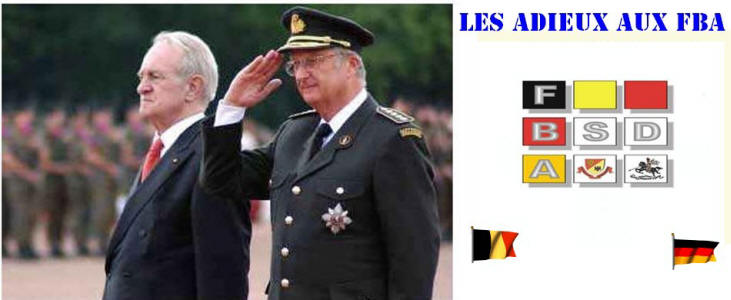 LES ADIEUX AUX FBA
F
B S D
A